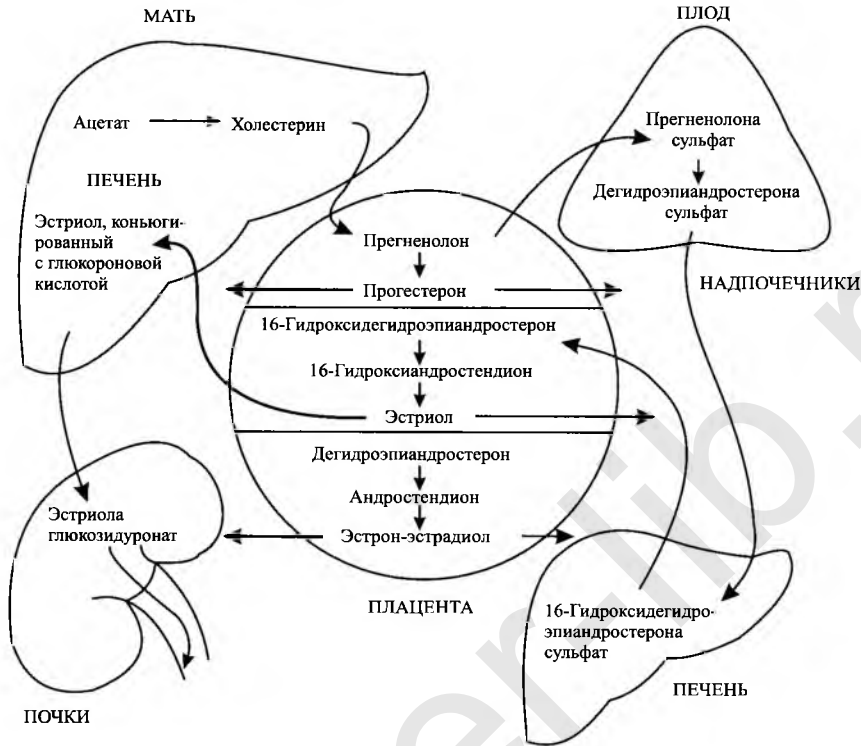 МАТЬ
ПЛОД
Ацетат
Холестерин
Прегненолона
сульфат
Дегидроэпиандростерона
сульфат
НАДПОЧЕЧНИКИ
ПЕЧЕНЬ
Эстриол, коньюги-
рованный
с глюкороновой
кислотой
Прегненолон
Прогестерон
16-Гидроксидегидроэпиандростерон
16-Гидроксиандростендион
Эстриол
Дегидроэпиандростерон
Андростендион
Эстрон-эстрадиол
ПЛАЦЕНТА
Эстриола
глюкозидуронат
ПОЧКИ
16-Гидроксидегидро-
эпиандростерона
сульфат
ПЕЧЕНЬ